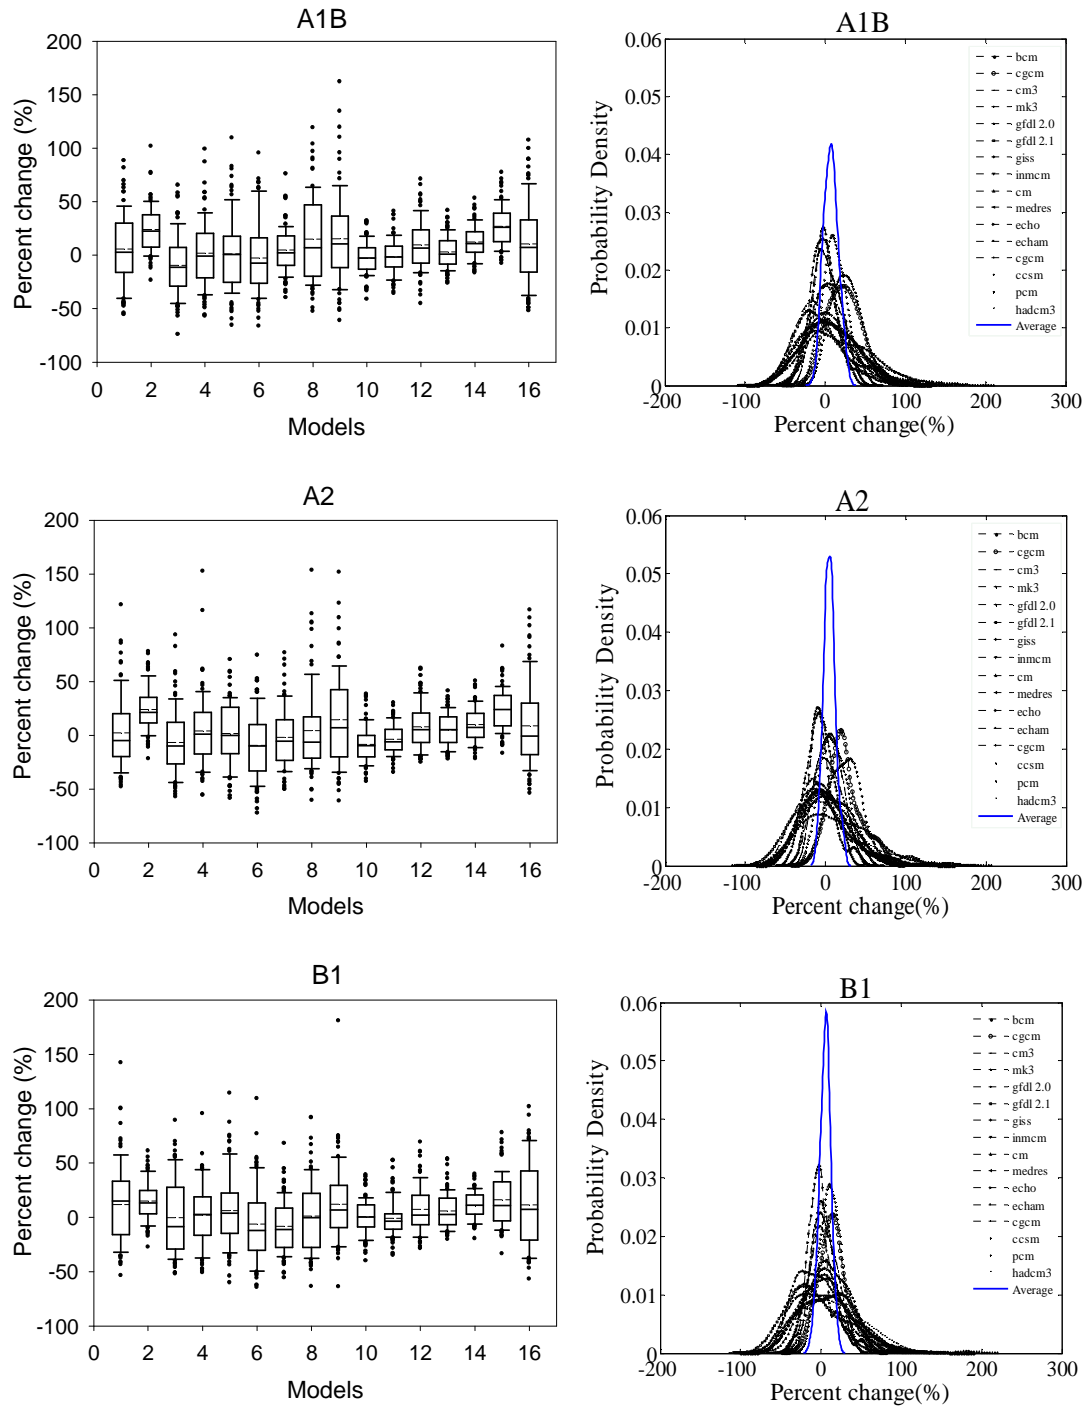 A1B
200
150
100
50
0
-50
-100
0 2 4 6 8 10 12 14 16
Percent change (%)
Models
A1B
0.06
0.05
0.04
0.03
0.02
0.01
0
-200 -100 0 100 200 300
Probability Density
Percent change(%)
bcm
cgcm
cm3
mk3
gfdl 2.0
gfdl 2.1
giss
inmcm
cm
medres
echo
echam
cgcm
ccsm
pcm
hadcm3
Average
A2
200
150
100
50
0
-50
-100
0 2 4 6 8 10 12 14 16
Percent change (%)
Models
A2
0.06
0.05
0.04
0.03
0.02
0.01
0
-200 -100 0 100 200 300
Probability Density
Percent change(%)
bcm
cgcm
cm3
mk3
gfdl 2.0
gfdl 2.1
giss
inmcm
cm
medres
echo
echam
cgcm
ccsm
pcm
hadcm3
Average
B1
200
150
100
50
0
-50
-100
0 2 4 6 8 10 12 14 16
Percent change (%)
Models
B1
0.06
0.05
0.04
0.03
0.02
0.01
0
-200 -100 0 100 200 300
Probability Density
Percent change(%)
bcm
cgcm
cm3
mk3
gfdl 2.0
gfdl 2.1
giss
inmcm
cm
medres
echo
echam
cgcm
ccsm
pcm
hadcm3
Average